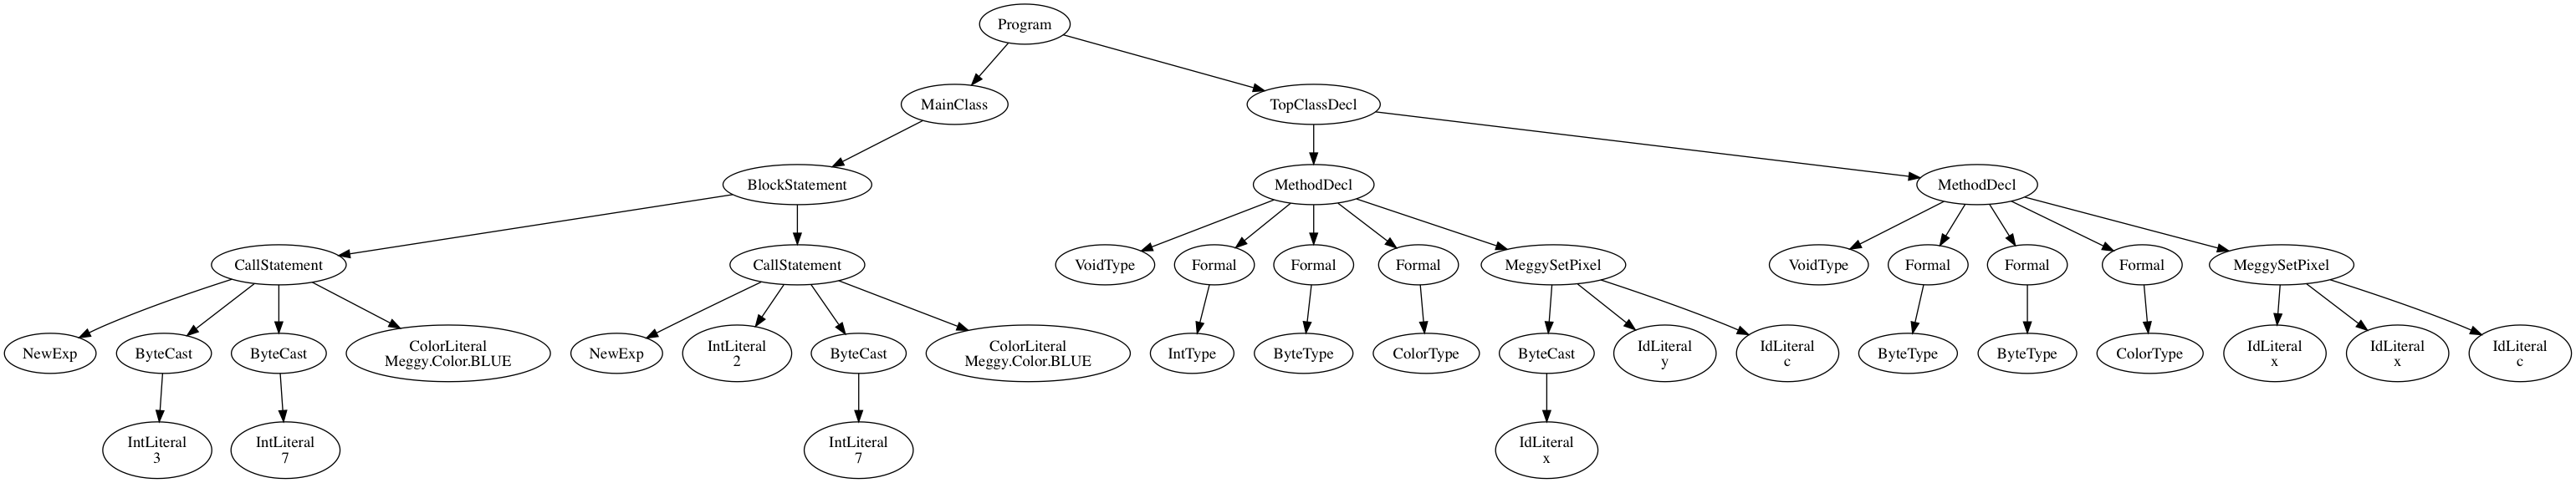 Program
MainClass
TopClassDecl
BlockStatement
MethodDecl
MethodDecl
CallStatement
CallStatement
VoidType
Formal
Formal
Formal
MeggySetPixel
VoidType
Formal
Formal
Formal
MeggySetPixel
NewExp
ByteCast
ByteCast
ColorLiteral
Meggy.Color.BLUE
NewExp
IntLiteral
2
ByteCast
ColorLiteral
Meggy.Color.BLUE
IntType
ByteType
ColorType
ByteCast
IdLiteral
y
IdLiteral
c
ByteType
ByteType
ColorType
IdLiteral
x
IdLiteral
x
IdLiteral
c
IntLiteral
3
IntLiteral
7
IntLiteral
7
IdLiteral
x